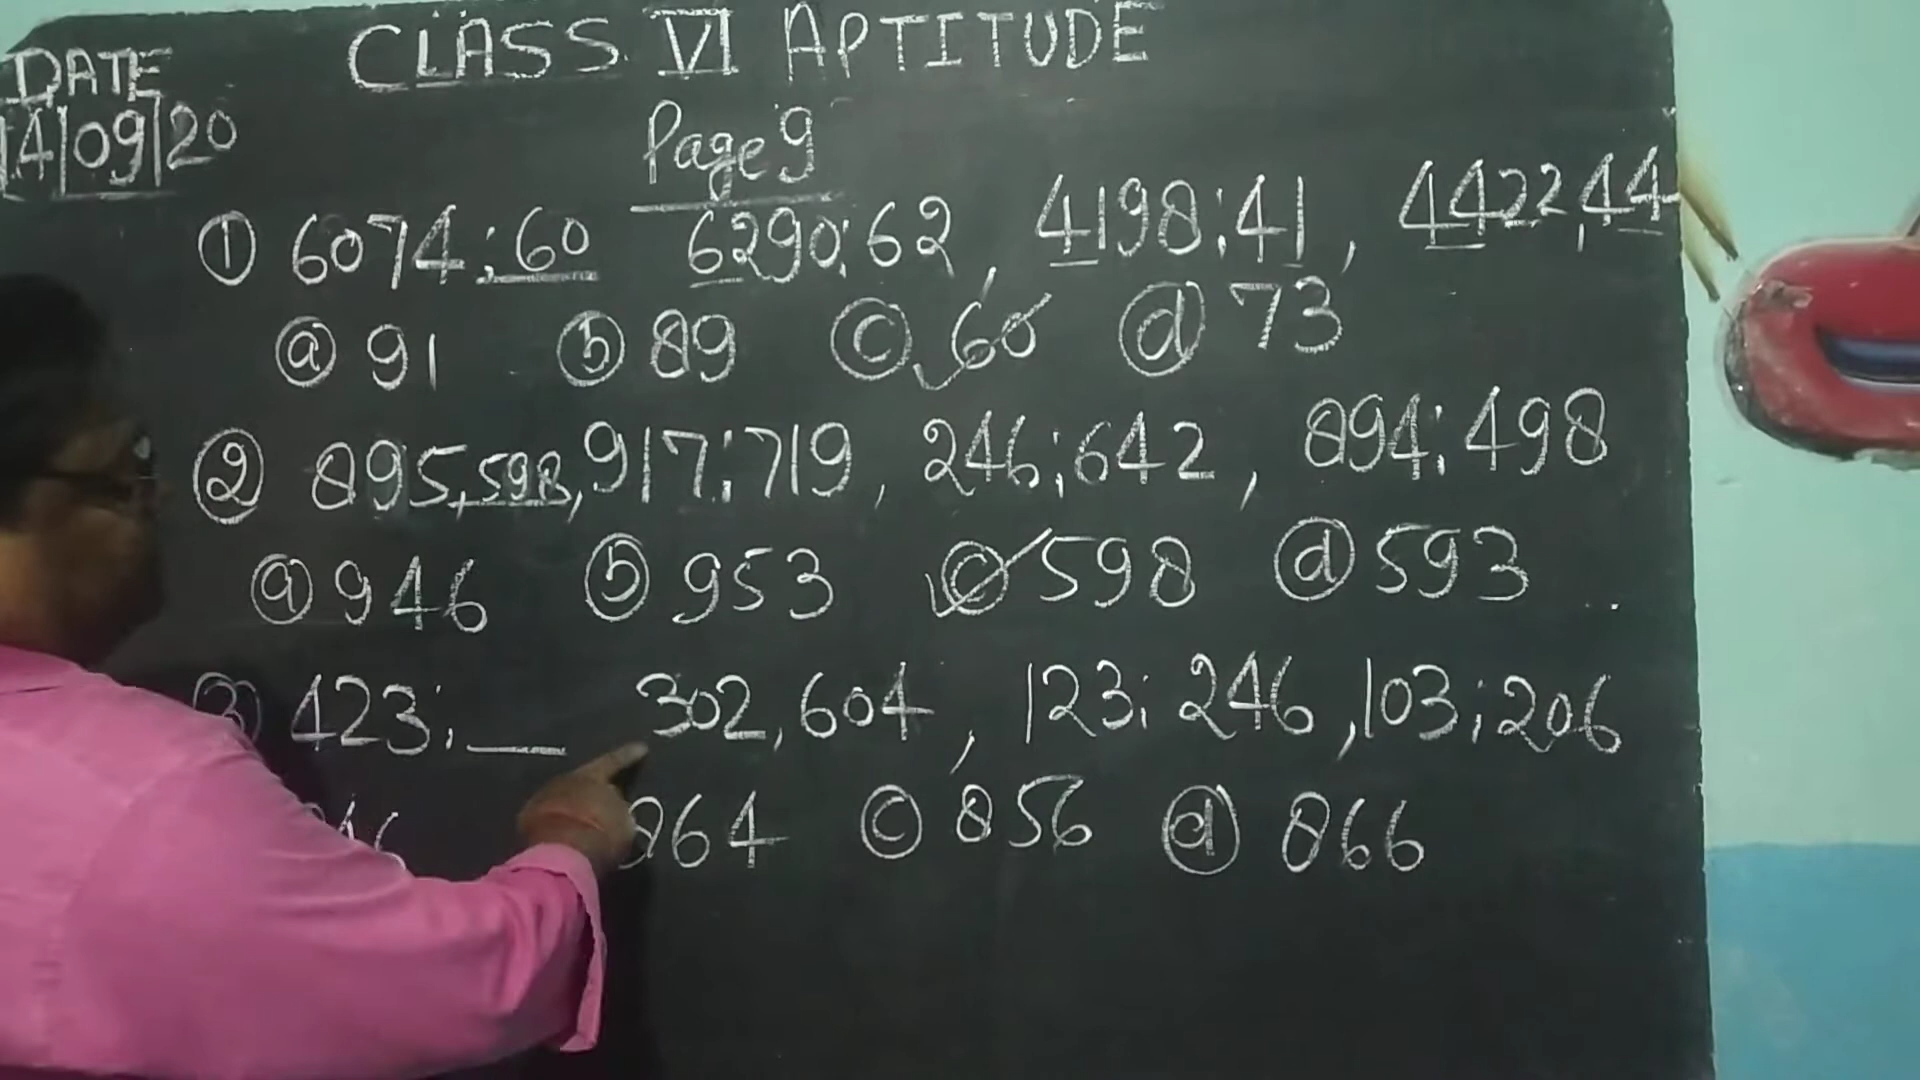 CLASS VI APTITUDE
DATE
14/09/20
Page 9
① 6074:60 6290:62, 4198:41, 4422,44
ⓐ 91 ⓑ 89 ⓒ 60 ⓓ 73
② 895,598, 917:719, 246:642, 894:498
ⓐ 946 ⓑ 953 ⓒ 598 ⓓ 593
③ 423:__ 302,604, 123:246, 103:206
864 ⓒ 856 ⓓ 866